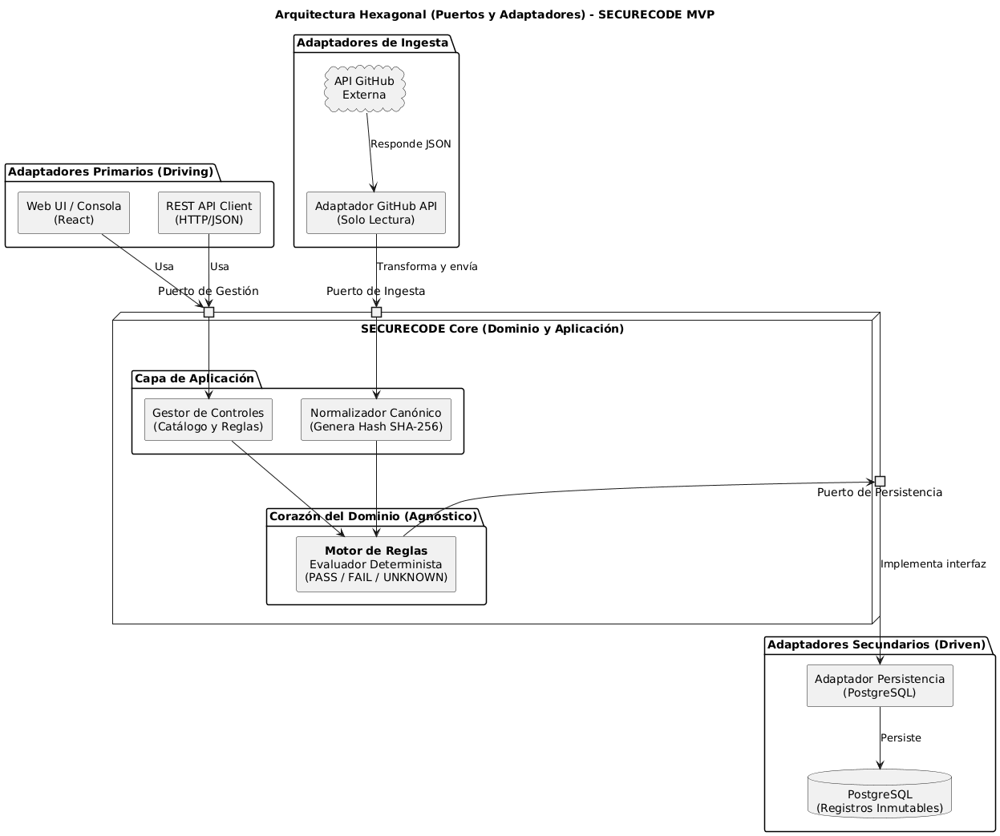 Arquitectura Hexagonal (Puertos y Adaptadores) - SECURECODE MVP
Adaptadores de Ingesta
API GitHub
Externa
Responde JSON
Adaptadores Primarios (Driving)
Web UI / Consola
(React)
REST API Client
(HTTP/JSON)
Adaptador GitHub API
(Solo Lectura)
Usa
Usa
Transforma y envía
Puerto de Gestión
Puerto de Ingesta
SECURECODE Core (Dominio y Aplicación)
Capa de Aplicación
Gestor de Controles
(Catálogo y Reglas)
Normalizador Canónico
(Genera Hash SHA-256)
Puerto de Persistencia
Corazón del Dominio (Agnóstico)
Motor de Reglas
Evaluador Determinista
(PASS / FAIL / UNKNOWN)
Implementa interfaz
Adaptadores Secundarios (Driven)
Adaptador Persistencia
(PostgreSQL)
Persiste
PostgreSQL
(Registros Inmutables)